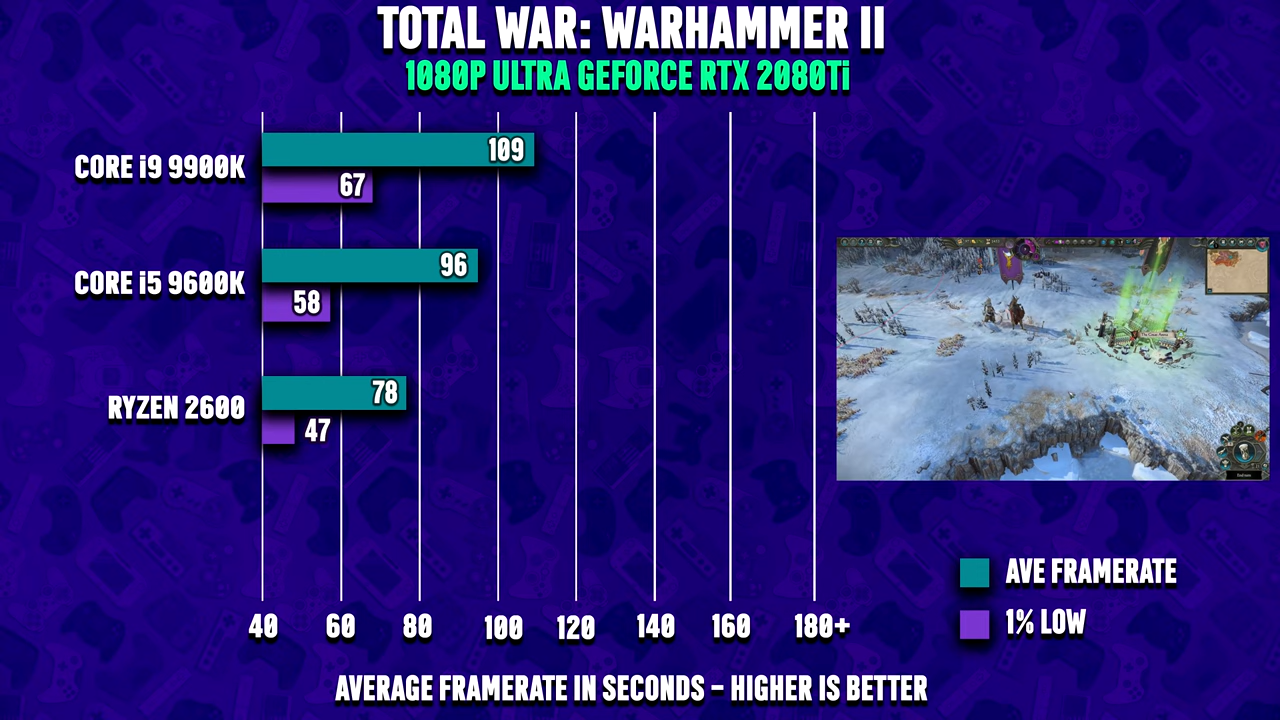 TOTAL WAR: WARHAMMER II
1080P ULTRA GEFORCE RTX 2080Ti
CORE i9 9900K
109
67
CORE i5 9600K
96
58
RYZEN 2600
78
47
40 60 80 100 120 140 160 180+
AVE FRAMERATE
1% LOW
AVERAGE FRAMERATE IN SECONDS – HIGHER IS BETTER